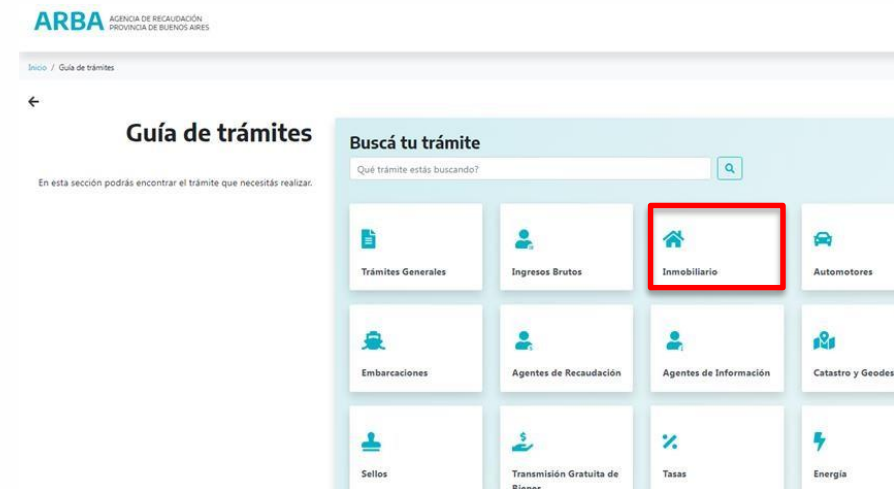 ARBA AGENCIA DE RECAUDACIÓN
PROVINCIA DE BUENOS AIRES
Inicio / Guía de trámites
Guía de trámites
En esta sección podrás encontrar el trámite que necesitás realizar.
Buscá tu trámite
Qué trámite estás buscando?
Trámites Generales
Ingresos Brutos
Inmobiliario
Automotores
Embarcaciones
Agentes de Recaudación
Agentes de Información
Catastro y Geodes
Sellos
Transmisión Gratuita de
Bienes
Tasas
Energía